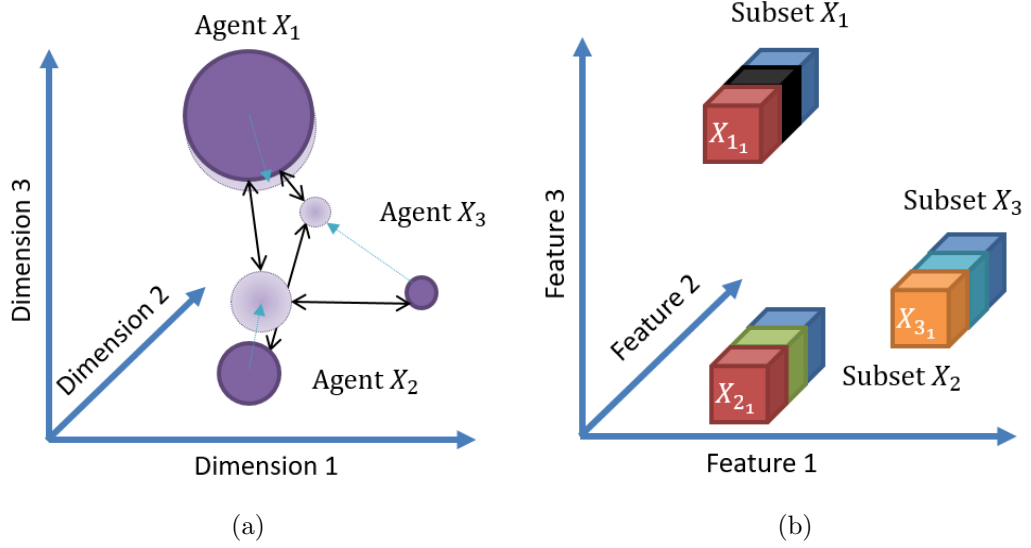 Agent X₁
Agent X₃
Agent X₂
Dimension 3
Dimension 2
Dimension 1
(a)
Subset X₁
X₁₁
Subset X₃
X₃₁
X₂₁
Subset X₂
Feature 3
Feature 2
Feature 1
(b)